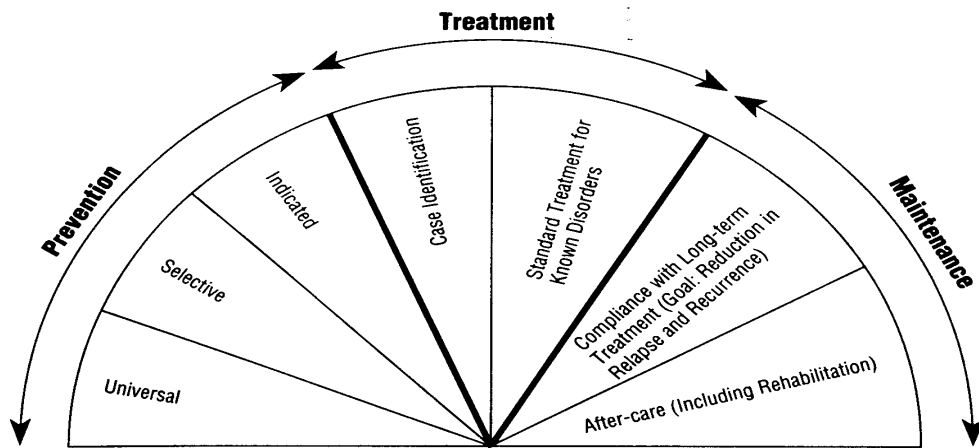 Treatment
Prevention
Maintenance
Universal
Selective
Indicated
Case Identification
Standard Treatment for
Known Disorders
Compliance with Long-term
Treatment (Goal: Reduction in
Relapse and Recurrence)
After-care (Including Rehabilitation)